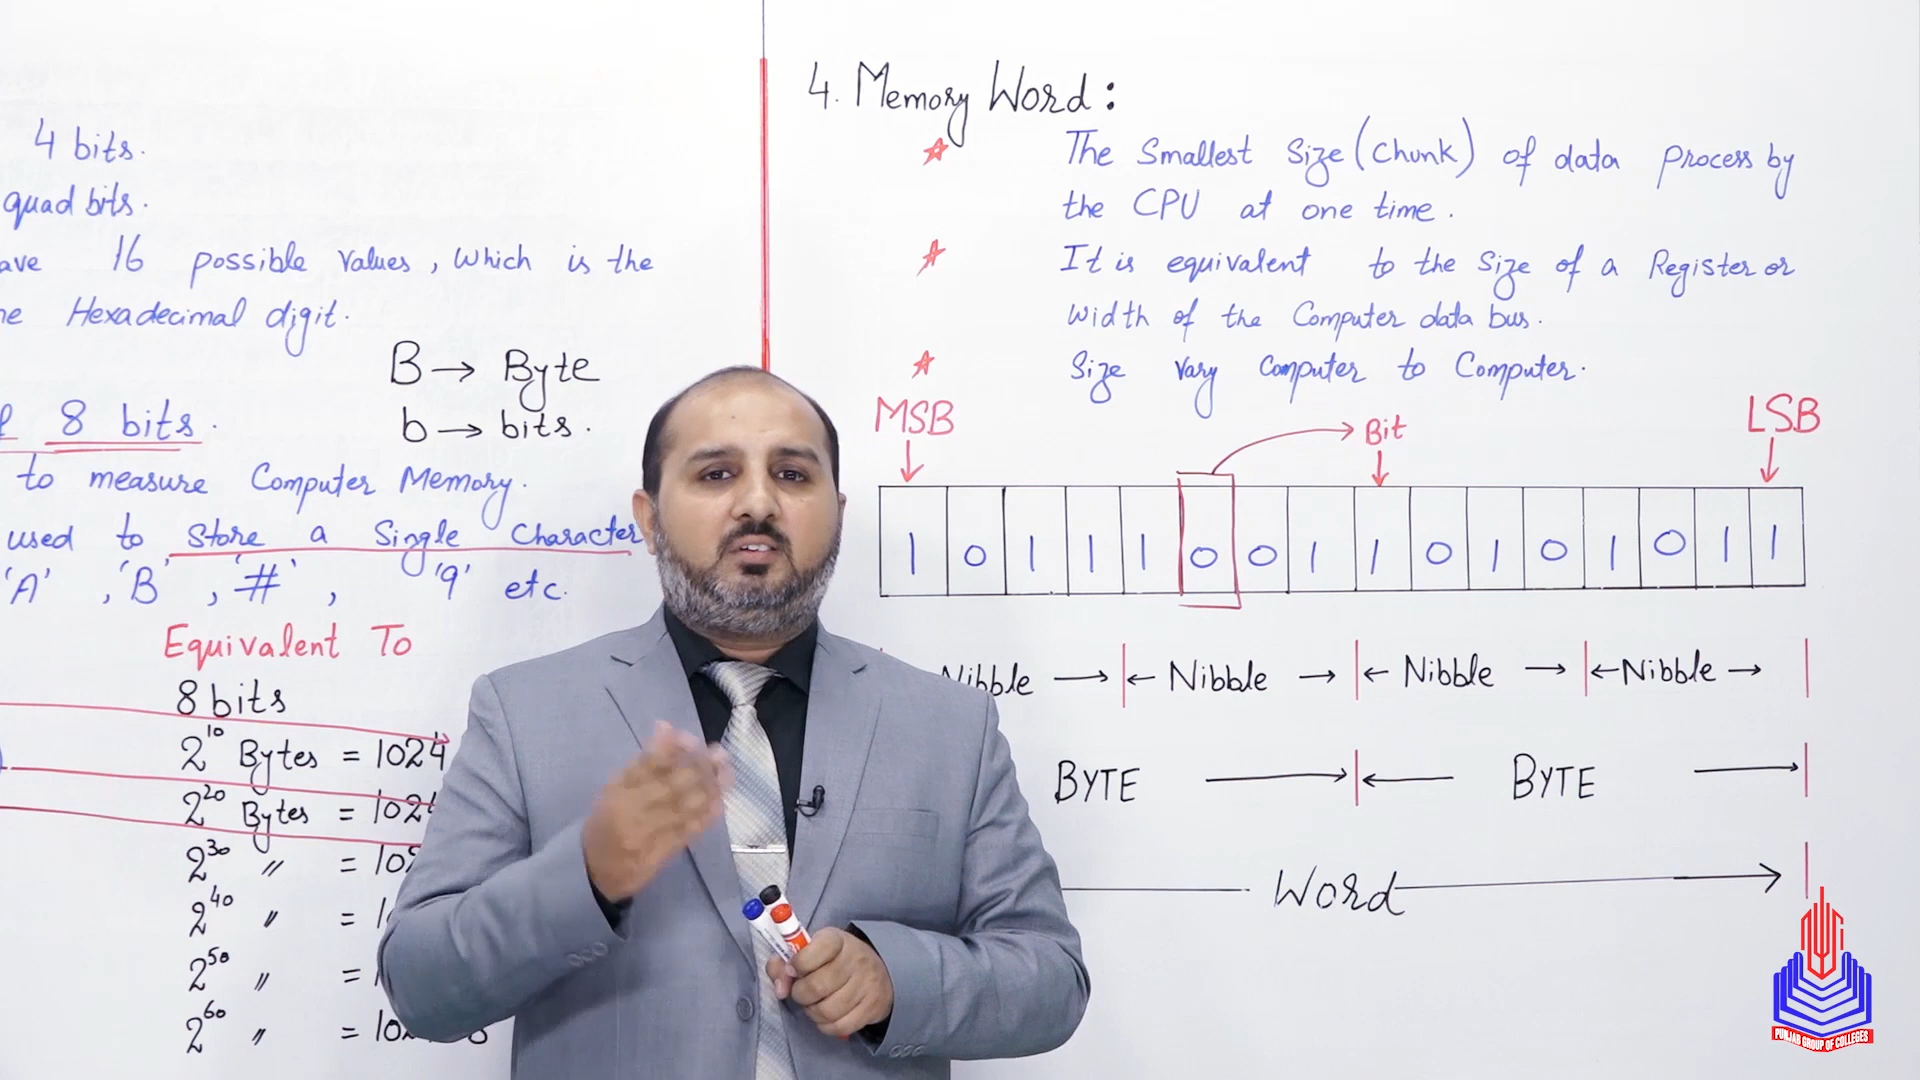 4 bits.
quad bits.
ave 16 possible values, which is the
Hexadecimal digit.
B → Byte
b → bits.
8 bits.
to measure Computer Memory.
used to Store a Single Character
'A', 'B', '#', '9' etc.
Equivalent To
8 bits
2^10 Bytes = 1024
2^20 Bytes = 102
2^30 〃 =
2^40 〃 =
2^50 〃 =
2^60 〃 =
4. Memory Word:
The Smallest Size (Chunk) of data Process by
the CPU at one time.
It is equivalent to the Size of a Register or
width of the Computer data bus.
Size vary Computer to Computer.
MSB Bit LSB
1 0 1 1 1 0 0 1 1 0 1 0 1 0 1 1
Nibble → ← Nibble → ← Nibble → ← Nibble →
BYTE → ← BYTE →
Word →
PUNJAB GROUP OF COLLEGES